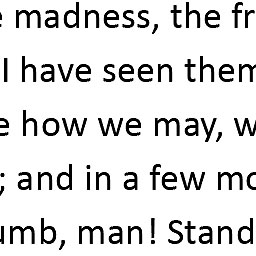 madness, the fr
I have seen them
e how we may, w
; and in a few mo
umb, man! Stand